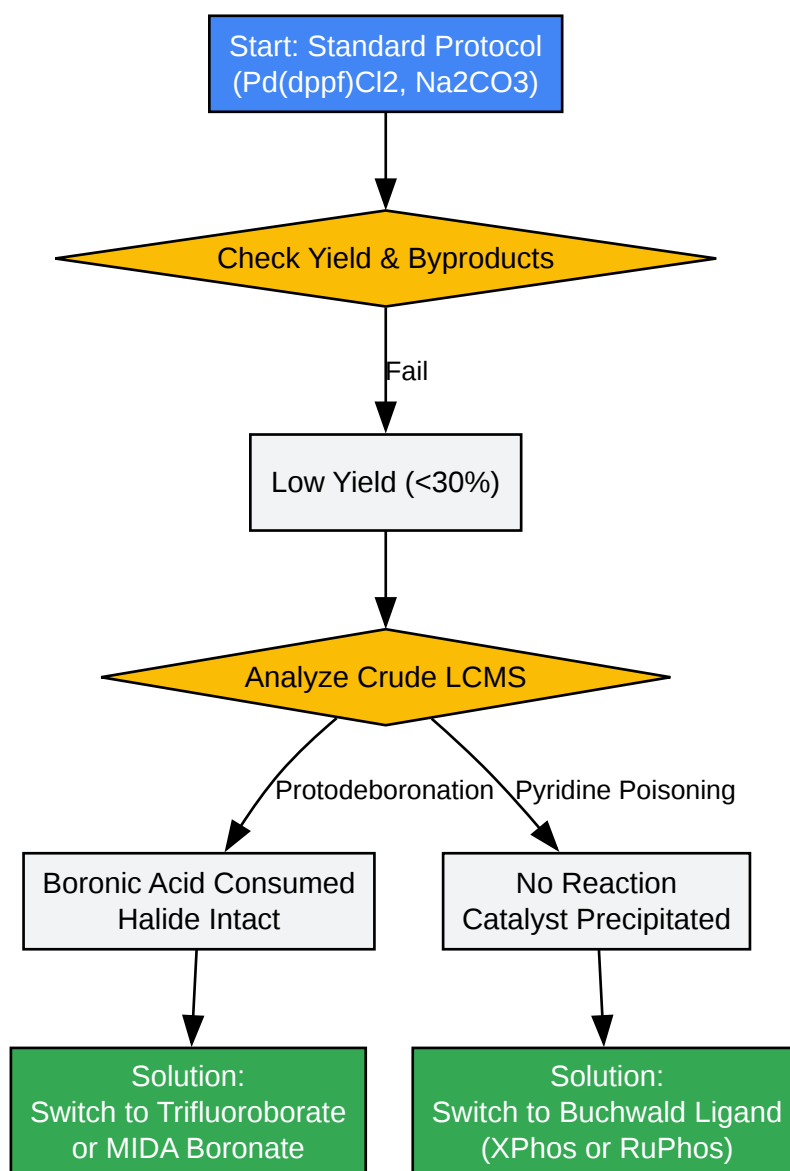 Start: Standard Protocol
(Pd(dppf)Cl2, Na2CO3)
Check Yield & Byproducts
Fail
Low Yield (<30%)
Analyze Crude LCMS
Protodeboronation
Pyridine Poisoning
Boronic Acid Consumed
Halide Intact
No Reaction
Catalyst Precipitated
Solution:
Switch to Trifluoroborate
or MIDA Boronate
Solution:
Switch to Buchwald Ligand
(XPhos or RuPhos)